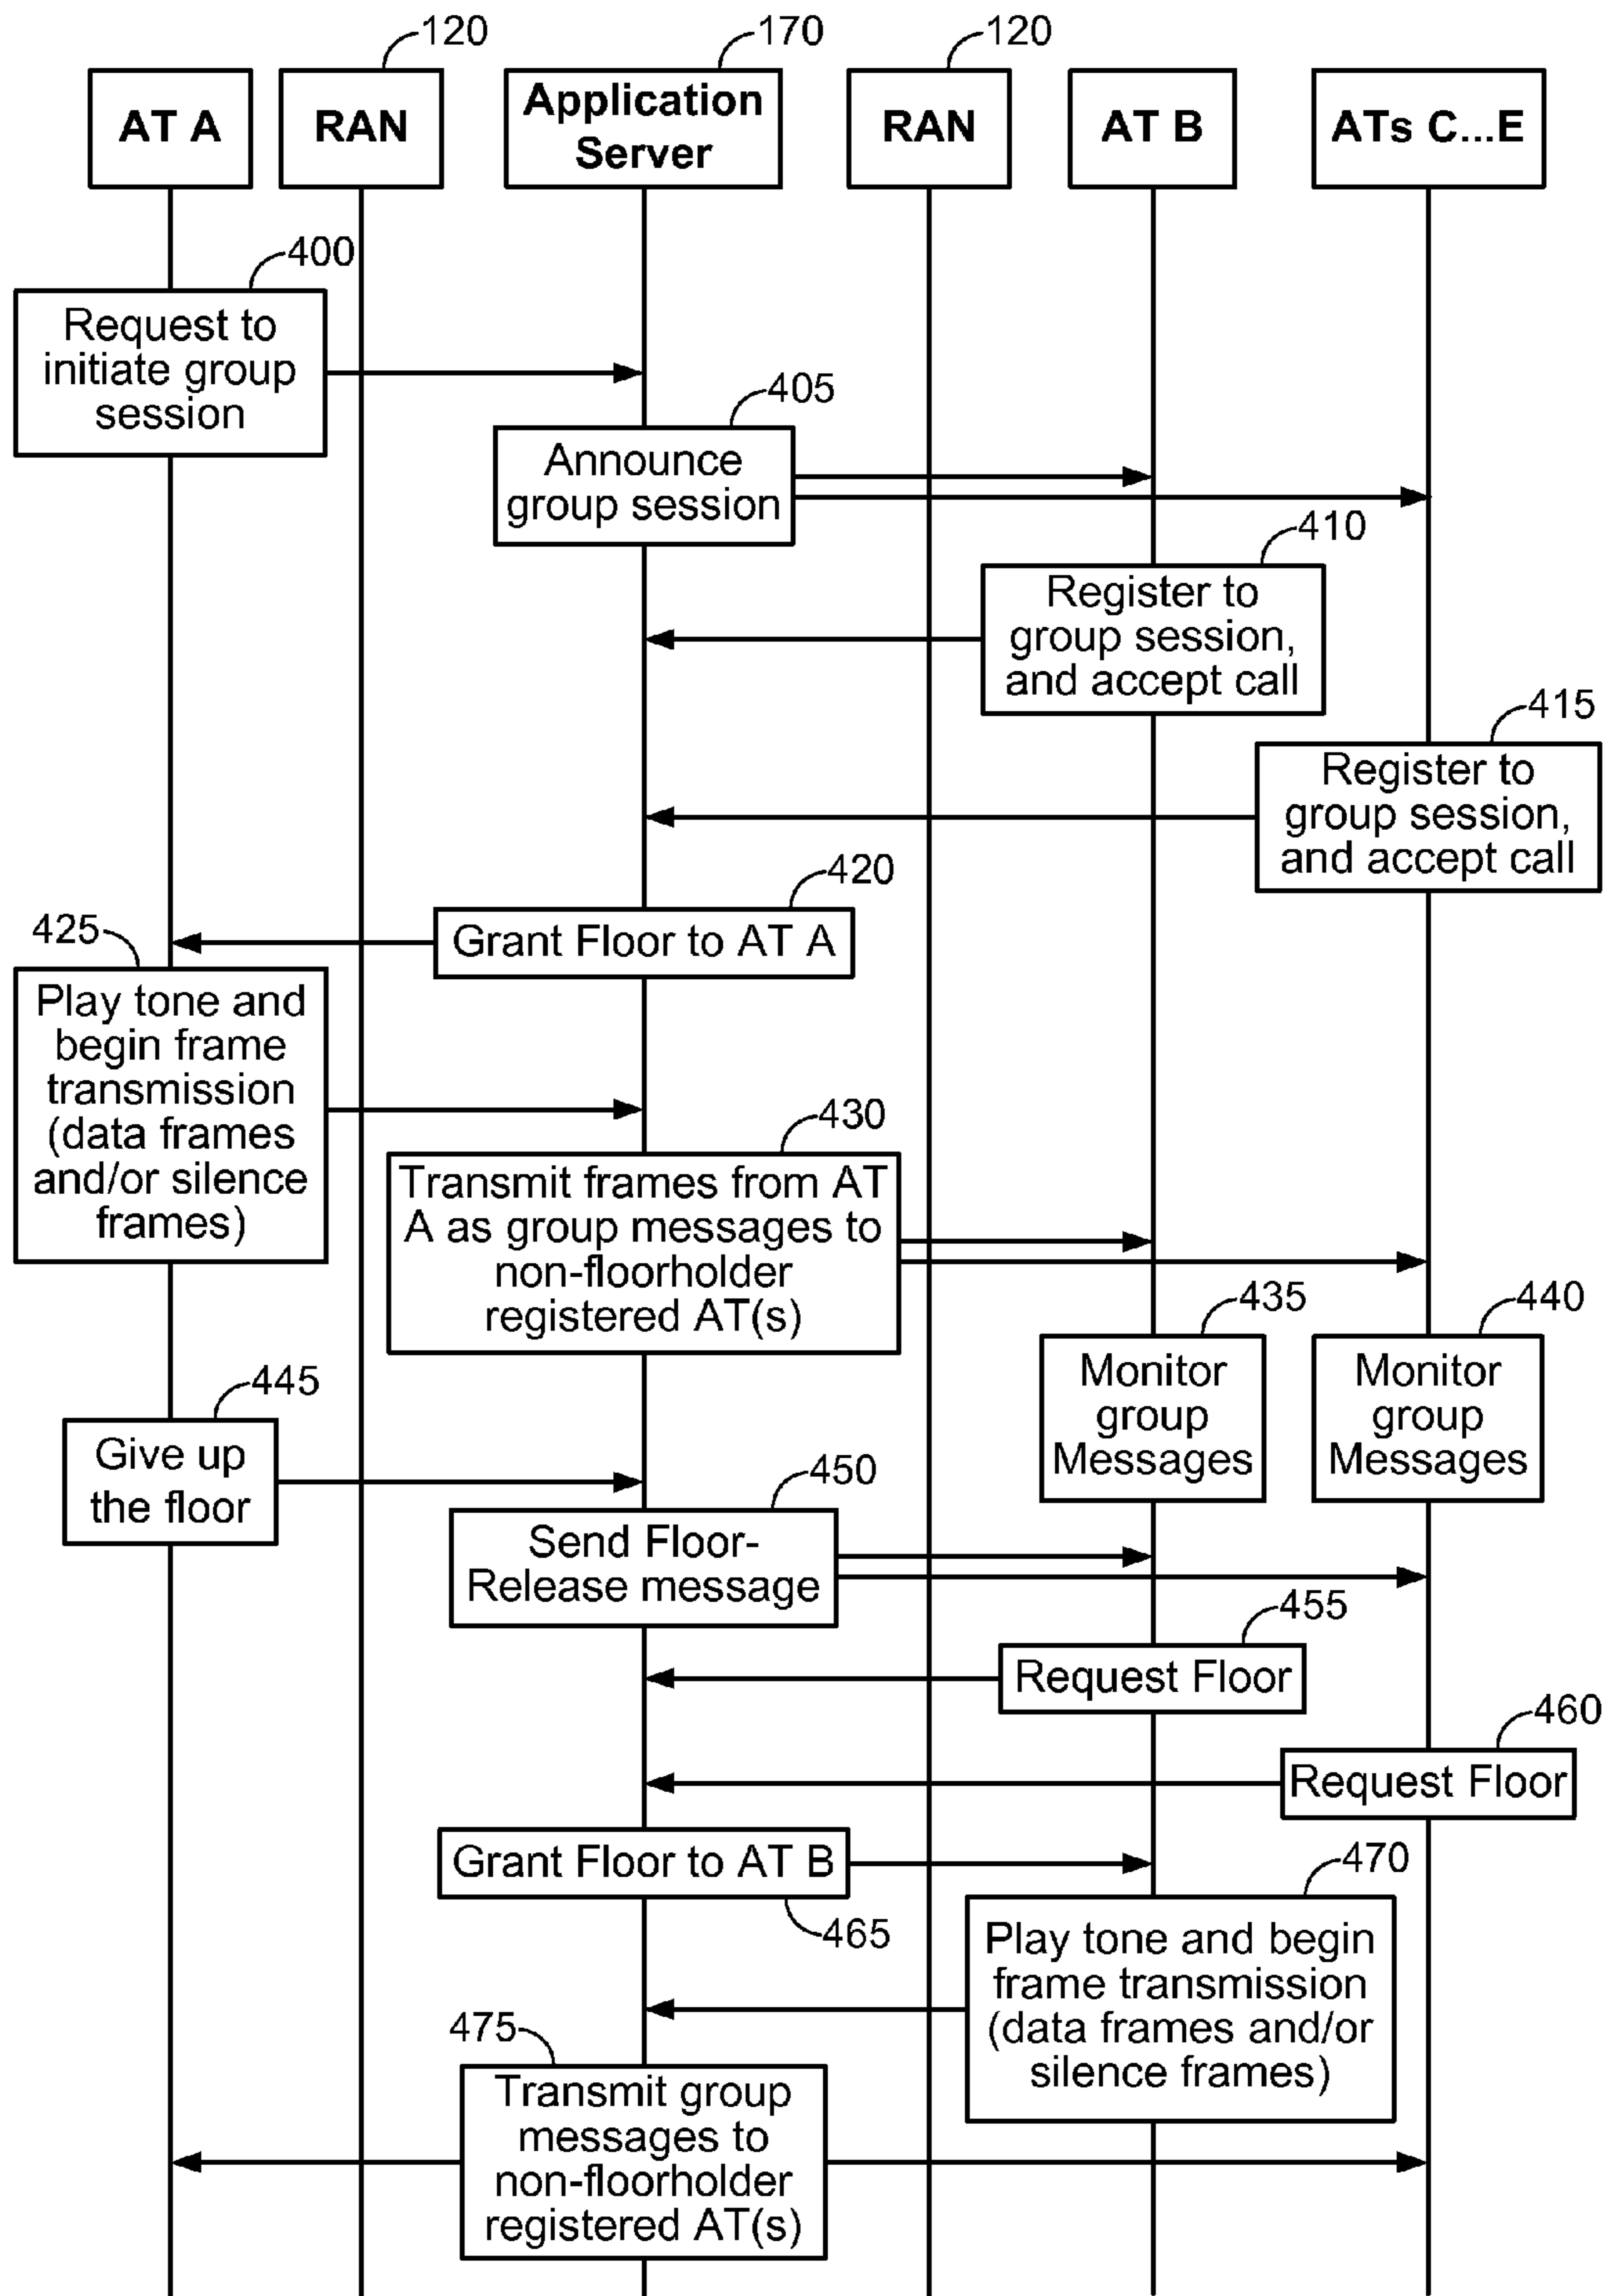 120
170
120
AT A
RAN
Application
Server
RAN
AT B
ATs C...E
400
Request to
initiate group
session
405
Announce
group session
410
Register to
group session,
and accept call
415
Register to
group session,
and accept call
420
Grant Floor to AT A
425
Play tone and
begin frame
transmission
(data frames
and/or silence
frames)
430
Transmit frames from AT
A as group messages to
non-floorholder
registered AT(s)
435
Monitor
group
Messages
440
Monitor
group
Messages
445
Give up
the floor
450
Send Floor-
Release message
455
Request Floor
460
Request Floor
Grant Floor to AT B
465
470
Play tone and begin
frame transmission
(data frames and/or
silence frames)
475
Transmit group
messages to
non-floorholder
registered AT(s)